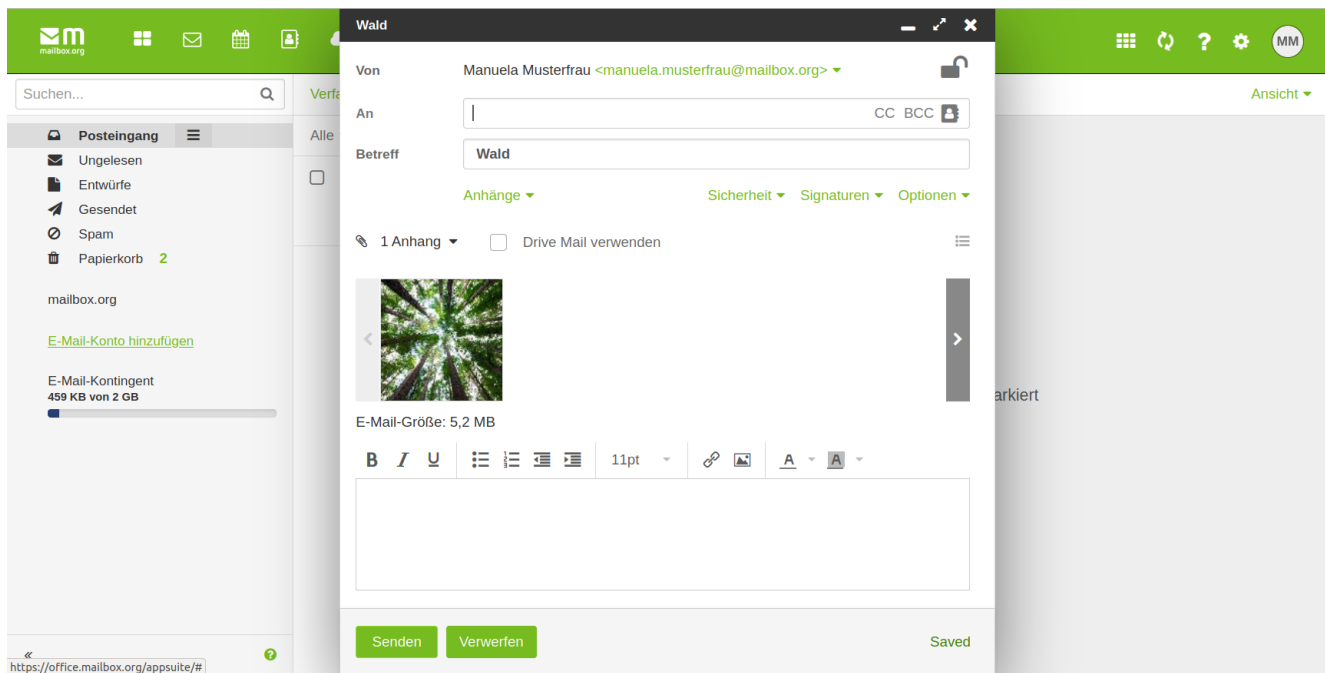 mailbox.org
MM
Suchen...
Posteingang
Ungelesen
Entwürfe
Gesendet
Spam
Papierkorb 2
mailbox.org
E-Mail-Konto hinzufügen
E-Mail-Kontingent
459 KB von 2 GB
https://office.mailbox.org/appsuite/#
Verfa
Ansicht
Alle
arkiert
Wald
Von Manuela Musterfrau <manuela.musterfrau@mailbox.org>
An CC BCC
Betreff Wald
Anhänge Sicherheit Signaturen Optionen
1 Anhang Drive Mail verwenden
E-Mail-Größe: 5,2 MB
B I U 11pt A A
Senden Verwerfen Saved